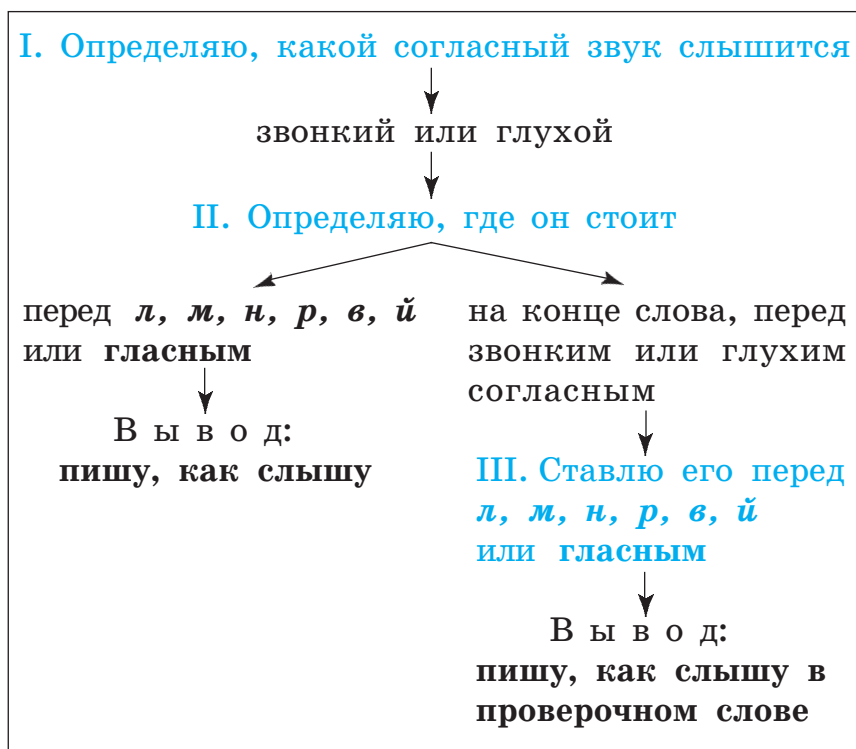 I. Определяю, какой согласный звук слышится
звонкий или глухой
II. Определяю, где он стоит
перед л, м, н, р, в, й
или гласным
В ы в о д:
пишу, как слышу
на конце слова, перед
звонким или глухим
согласным
III. Ставлю его перед
л, м, н, р, в, й
или гласным
В ы в о д:
пишу, как слышу в
проверочном слове